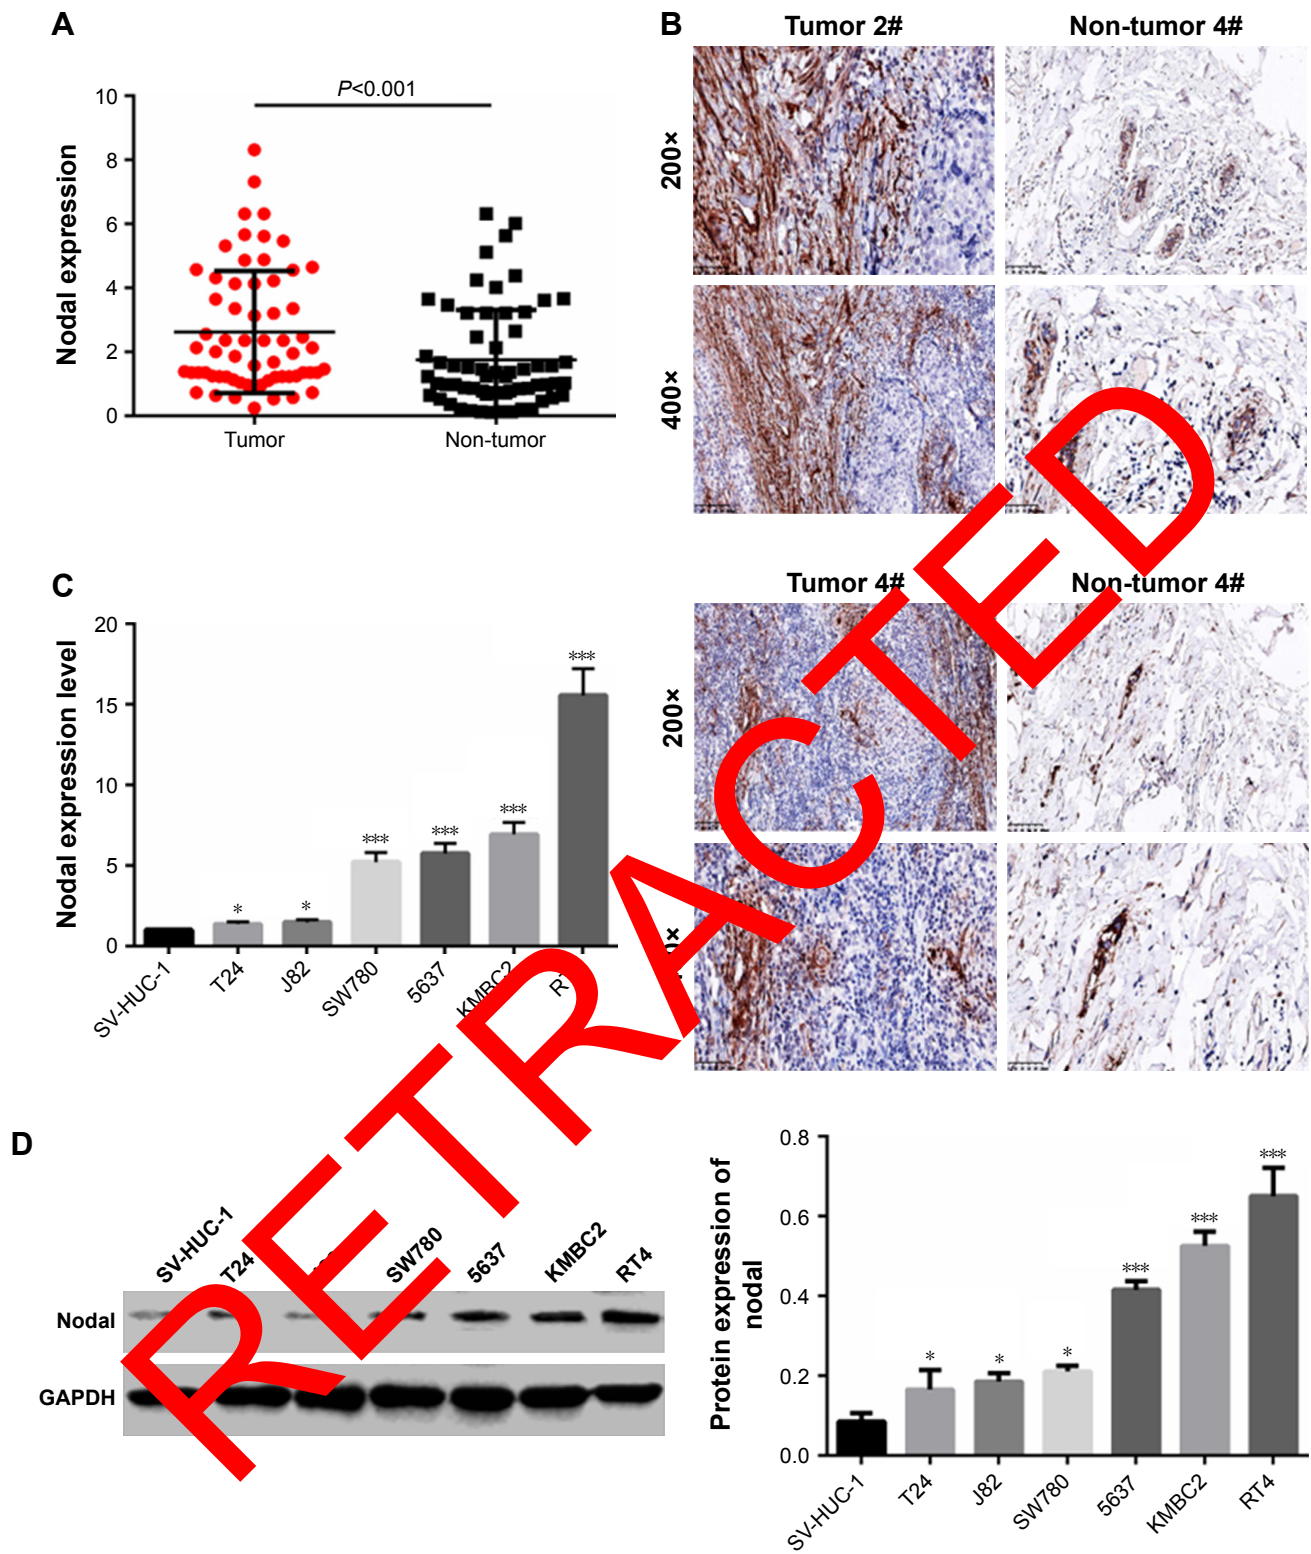 A
P<0.001
Nodal expression
10
8
6
4
2
0
Tumor
Non-tumor
B
Tumor 2#
Non-tumor 4#
200×
400×
Tumor 4#
Non-tumor 4#
200×
C
Nodal expression level
20
15
10
5
0
*
*
***
***
***
***
SV-HUC-1
T24
J82
SW780
5637
KMBC2
D
SV-HUC-1
T24
SW780
5637
KMBC2
RT4
Nodal
GAPDH
Protein expression of
nodal
0.8
0.6
0.4
0.2
0.0
*
*
*
***
***
***
SV-HUC-1
T24
J82
SW780
5637
KMBC2
RT4
RETRACTED